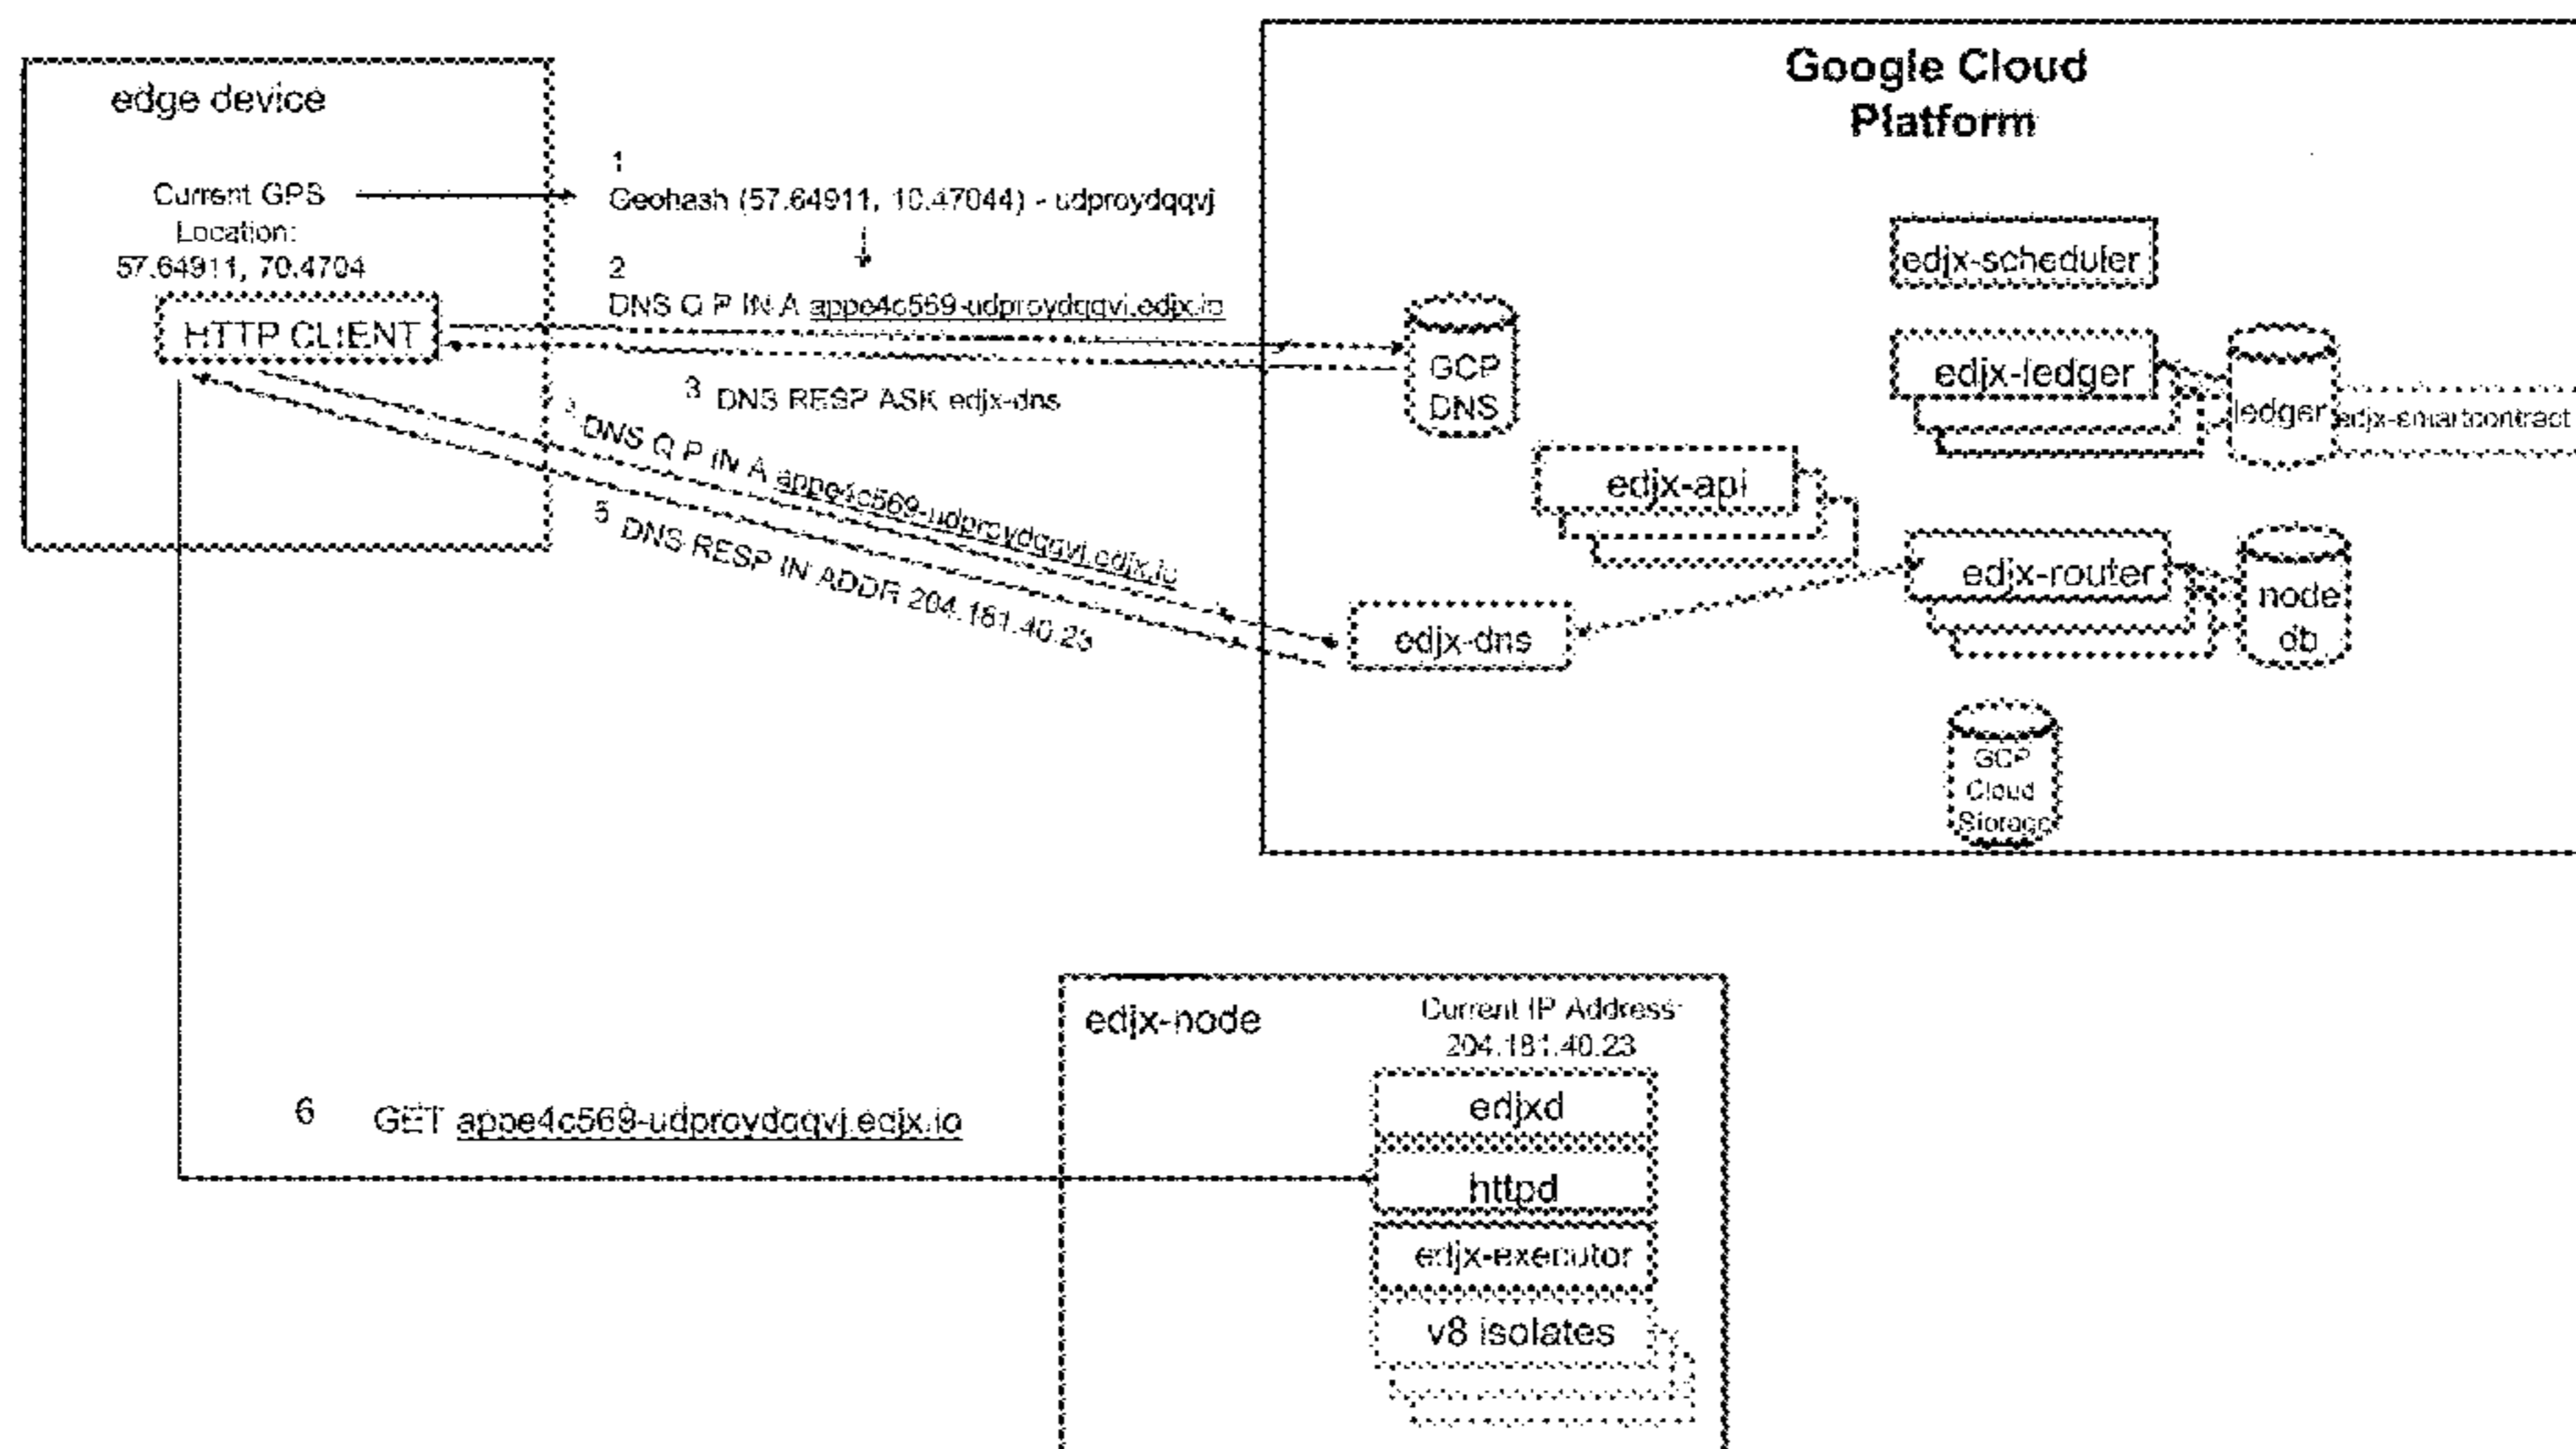 edge device
Current GPS
Location:
57.64911, 70.4704
HTTP CLIENT
1
Geohash (57.64911, 10.47044) - udproydqqvj
2
DNS Q P IN A appe4c569-udproydqqvj.edjx.io
3 DNS RESP ASK edjx-dns
DNS Q P IN A appe4c569-udproydqqvj.edjx.io
5 DNS RESP IN ADDR 204.181.40.23
Google Cloud
Platform
GCP
DNS
edjx-scheduler
edjx-ledger
ledger
edjx-smartcontract
edjx-api
edjx-router
node
db
edjx-dns
GCP
Cloud
Storage
edjx-node
Current IP Address:
204.181.40.23
edjxd
httpd
edjx-executor
v8 isolates
6 GET appe4c569-udproydqqvj.edjx.io